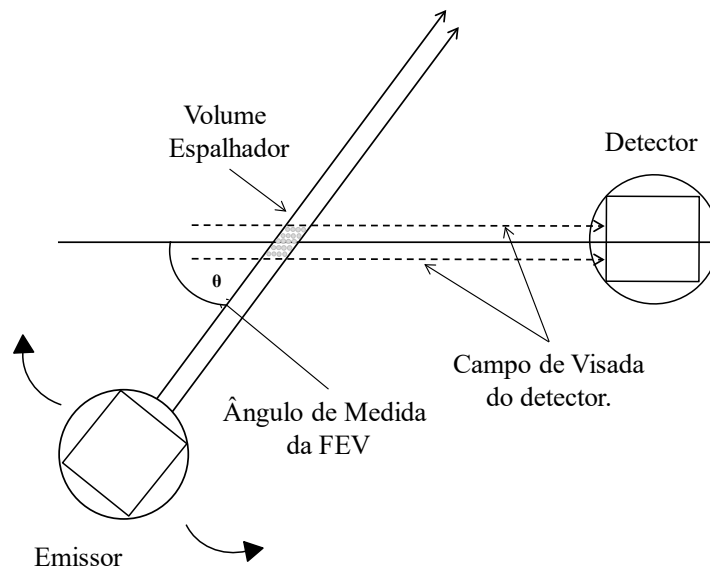 Volume
Espalhador
Detector
θ
Campo de Visada
do detector.
Ângulo de Medida
da FEV
Emissor